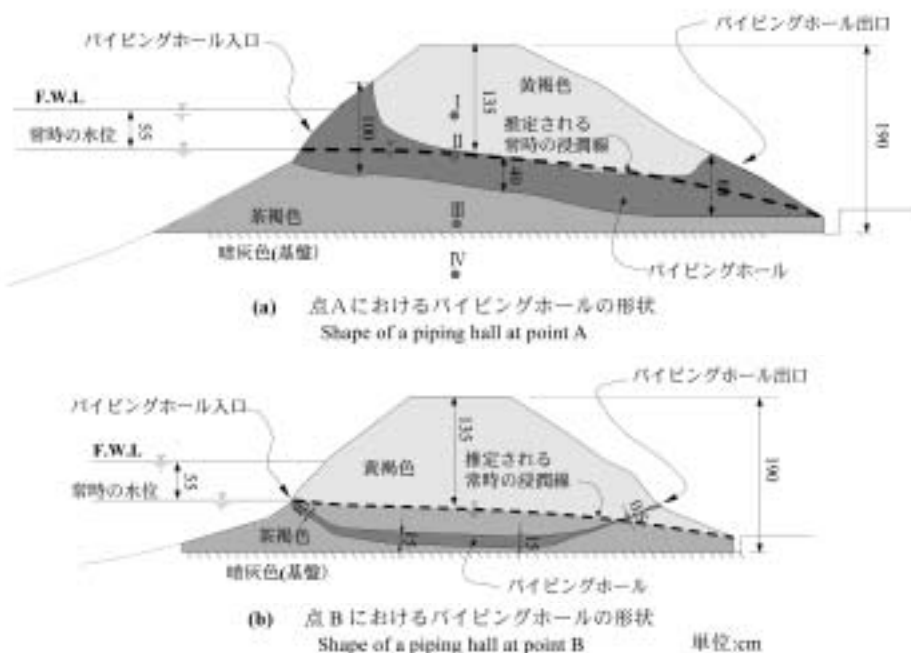 パイピングホール入口
パイピングホール出口
F.W.L
常時の水位
55
100
135
I
II
黄褐色
推定される
常時の浸潤線
40
190
茶褐色
III
暗灰色(基盤)
IV
パイピングホール
(a) 点Aにおけるパイピングホールの形状
Shape of a piping hall at point A
パイピングホール入口
パイピングホール出口
F.W.L
常時の水位
55
135
黄褐色
推定される
常時の浸潤線
190
茶褐色
15
15
暗灰色(基盤)
パイピングホール
(b) 点Bにおけるパイピングホールの形状
Shape of a piping hall at point B
単位:cm